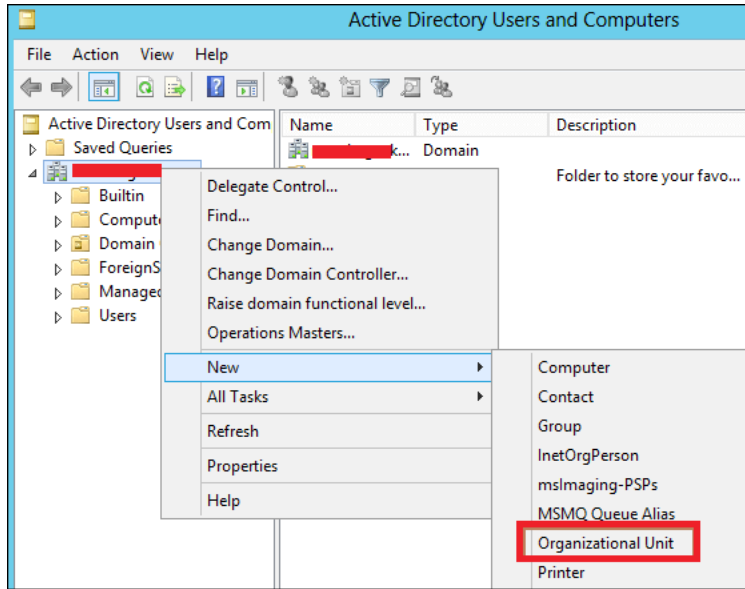 Active Directory Users and Computers
File Action View Help
Active Directory Users and Com
Saved Queries
Builtin
Compute
Domain
ForeignS
Managed
Users
Name Type Description
k... Domain
Folder to store your favo...
Delegate Control...
Find...
Change Domain...
Change Domain Controller...
Raise domain functional level...
Operations Masters...
New
All Tasks
Refresh
Properties
Help
Computer
Contact
Group
InetOrgPerson
msImaging-PSPs
MSMQ Queue Alias
Organizational Unit
Printer